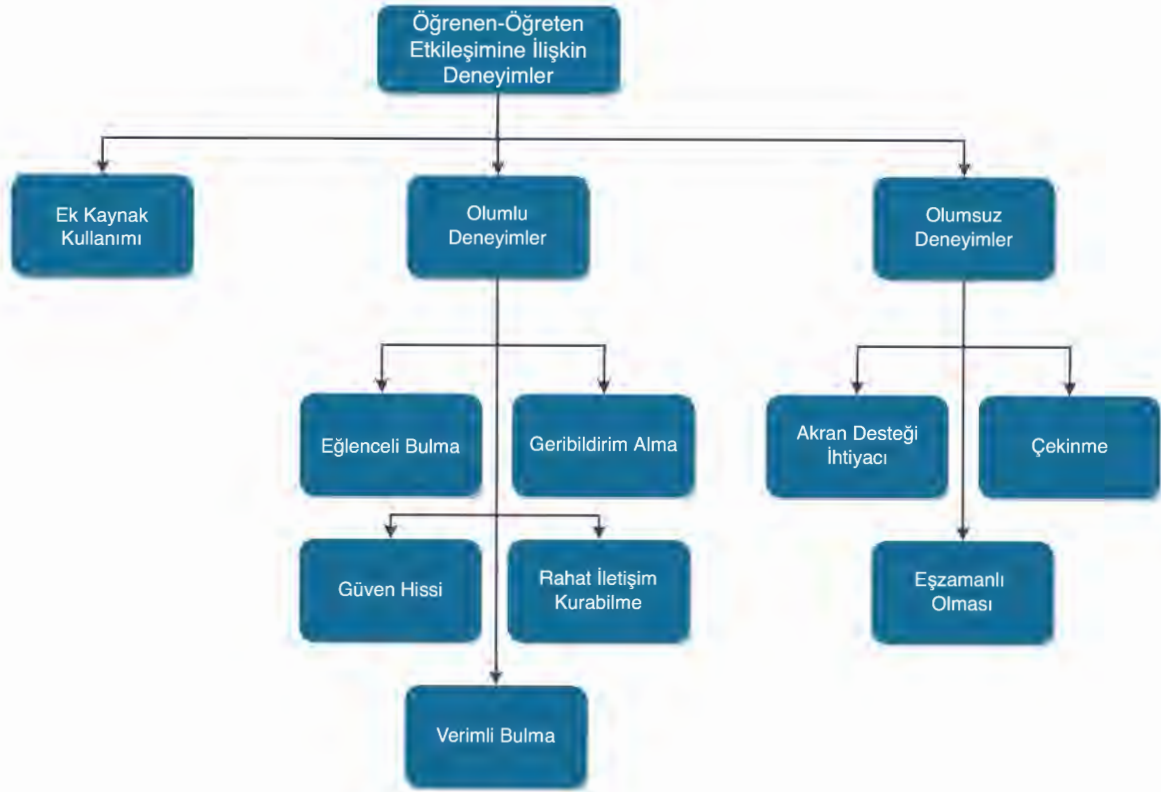 Öğrenen-Öğreten
Etkileşimine İlişkin
Deneyimler
Ek Kaynak
Kullanımı
Olumlu
Deneyimler
Olumsuz
Deneyimler
Eğlenceli Bulma
Geribildirim Alma
Akran Desteği
İhtiyacı
Çekinme
Güven Hissi
Rahat İletişim
Kurabilme
Eşzamanlı
Olması
Verimli Bulma